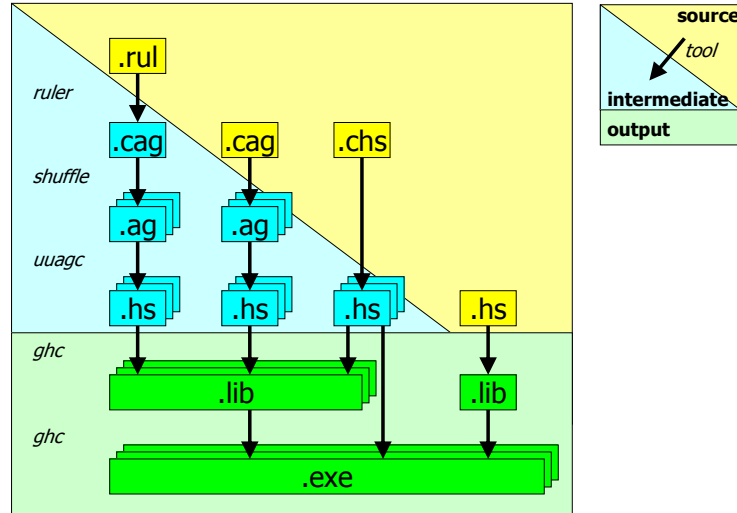 .rul
ruler
.cag .cag .chs
shuffle
.ag .ag
uuagc
.hs .hs .hs .hs
ghc
.lib .lib
ghc
.exe
source
tool
intermediate
output